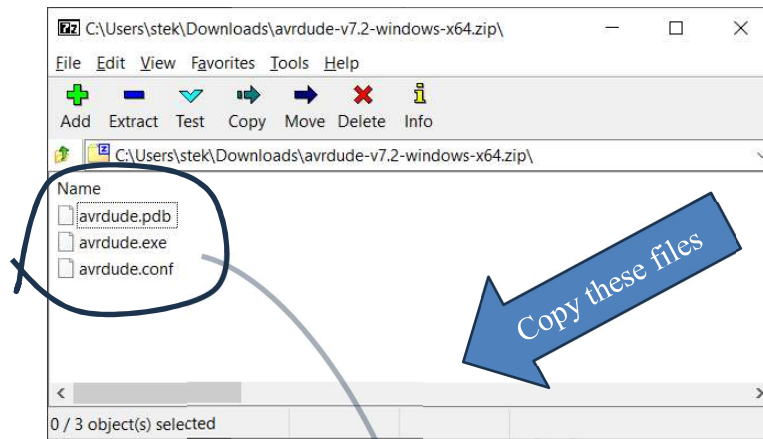 C:\Users\stek\Downloads\avrdude-v7.2-windows-x64.zip\
File Edit View Favorites Tools Help
Add Extract Test Copy Move Delete Info
C:\Users\stek\Downloads\avrdude-v7.2-windows-x64.zip\
Name
avrdude.pdb
avrdude.exe
avrdude.conf
Copy these files
0 / 3 object(s) selected